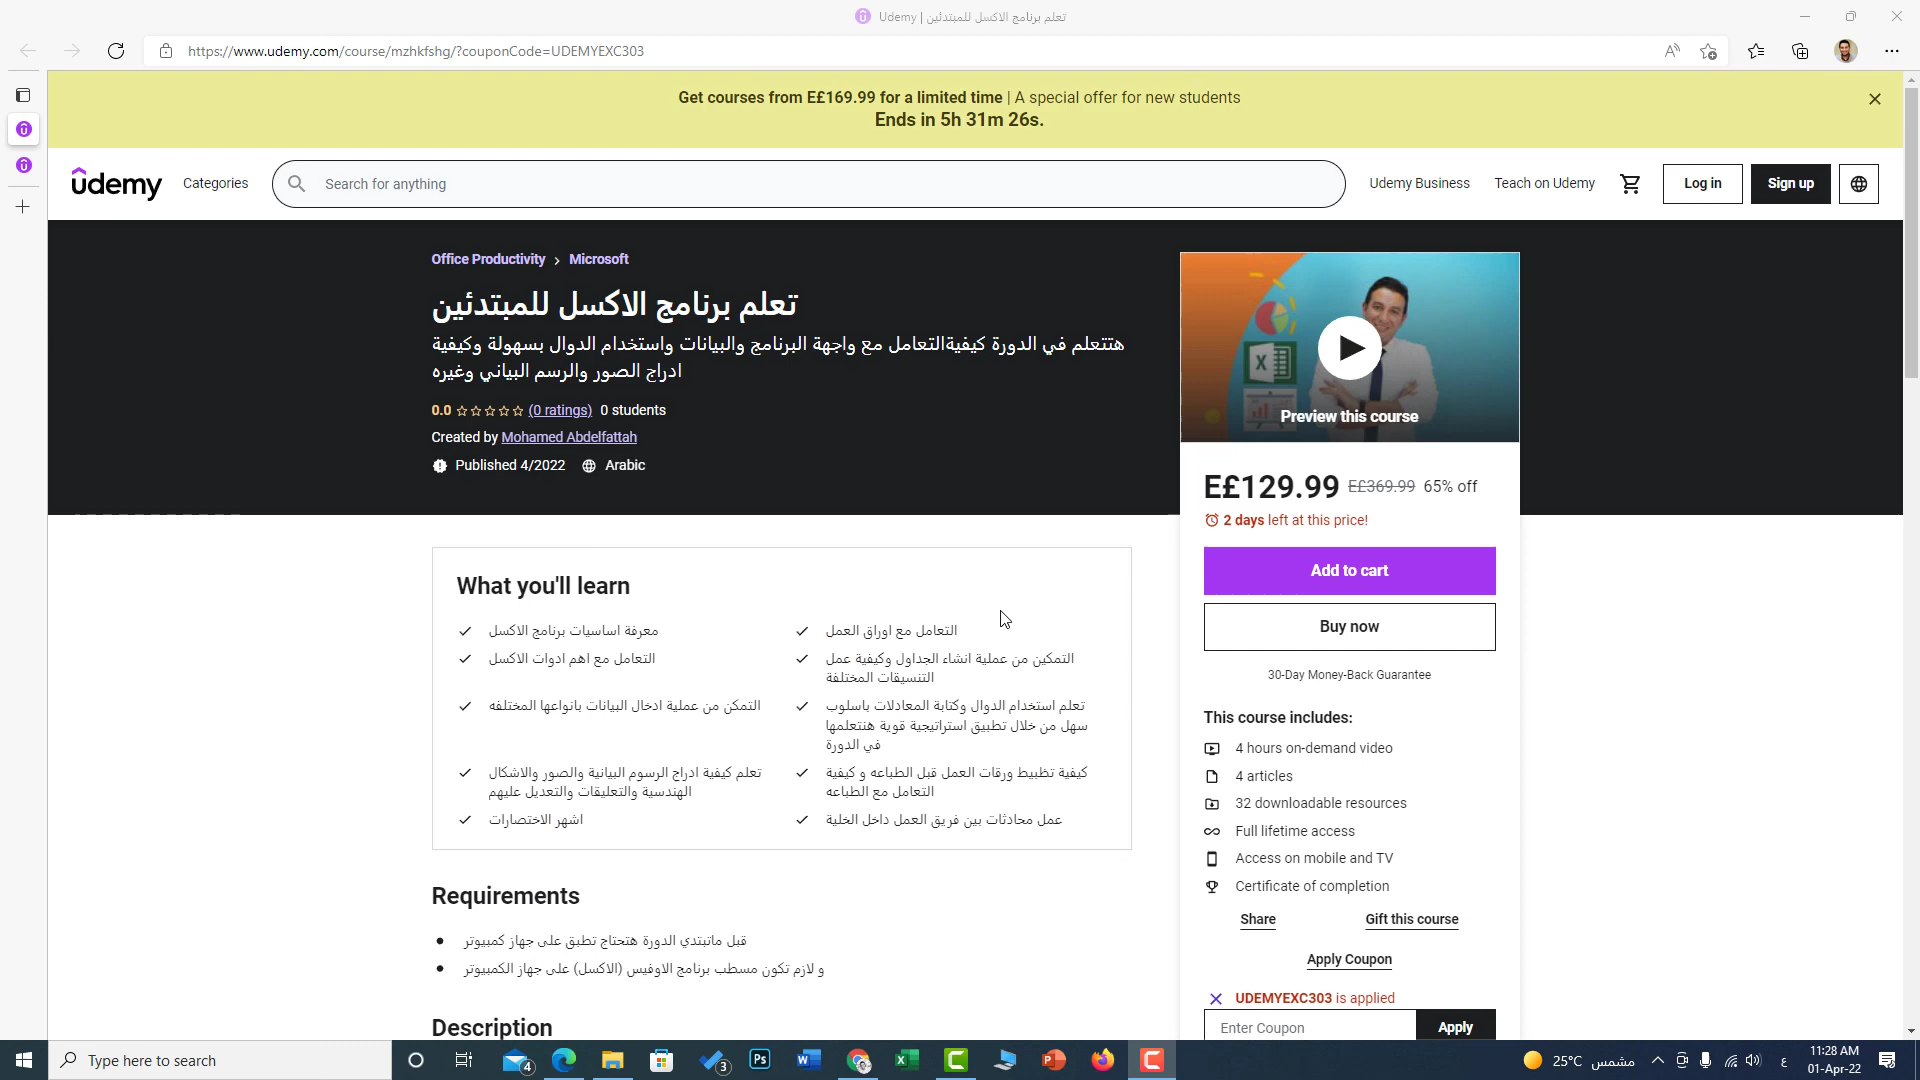 Udemy | تعلم برنامج الاكسل للمبتدئين
https://www.udemy.com/course/mzhkfshg/?couponCode=UDEMYEXC303
Get courses from E£169.99 for a limited time | A special offer for new students
Ends in 5h 31m 26s.
udemy
Categories
Search for anything
Udemy Business
Teach on Udemy
Log in
Sign up
Office Productivity > Microsoft
تعلم برنامج الاكسل للمبتدئين
هتتعلم في الدورة كيفيةالتعامل مع واجهة البرنامج والبيانات واستخدام الدوال بسهولة وكيفية
ادراج الصور والرسم البياني وغيره
0.0 (0 ratings) 0 students
Created by Mohamed Abdelfattah
Published 4/2022 Arabic
Preview this course
E£129.99 E£369.99 65% off
2 days left at this price!
Add to cart
Buy now
30-Day Money-Back Guarantee
This course includes:
4 hours on-demand video
4 articles
32 downloadable resources
Full lifetime access
Access on mobile and TV
Certificate of completion
Share
Gift this course
Apply Coupon
UDEMYEXC303 is applied
Enter Coupon
Apply
What you'll learn
معرفة اساسيات برنامج الاكسل
التعامل مع اوراق العمل
التعامل مع اهم ادوات الاكسل
التمكين من عملية انشاء الجداول وكيفية عمل
التنسيقات المختلفة
التمكن من عملية ادخال البيانات بانواعها المختلفه
تعلم استخدام الدوال وكتابة المعادلات باسلوب
سهل من خلال تطبيق استراتيجية قوية هنتعلمها
في الدورة
تعلم كيفية ادراج الرسوم البيانية والصور والاشكال
الهندسية والتعليقات والتعديل عليهم
كيفية تظبيط ورقات العمل قبل الطباعه و كيفية
التعامل مع الطباعه
اشهر الاختصارات
عمل محادثات بين فريق العمل داخل الخلية
Requirements
قبل ماتبتدي الدورة هتحتاج تطبق على جهاز كمبيوتر
و لازم تكون مسطب برنامج الاوفيس (الاكسل) على جهاز الكمبيوتر
Description
Type here to search
4
3
Ps
25°C مشمس
ع
11:28 AM
01-Apr-22